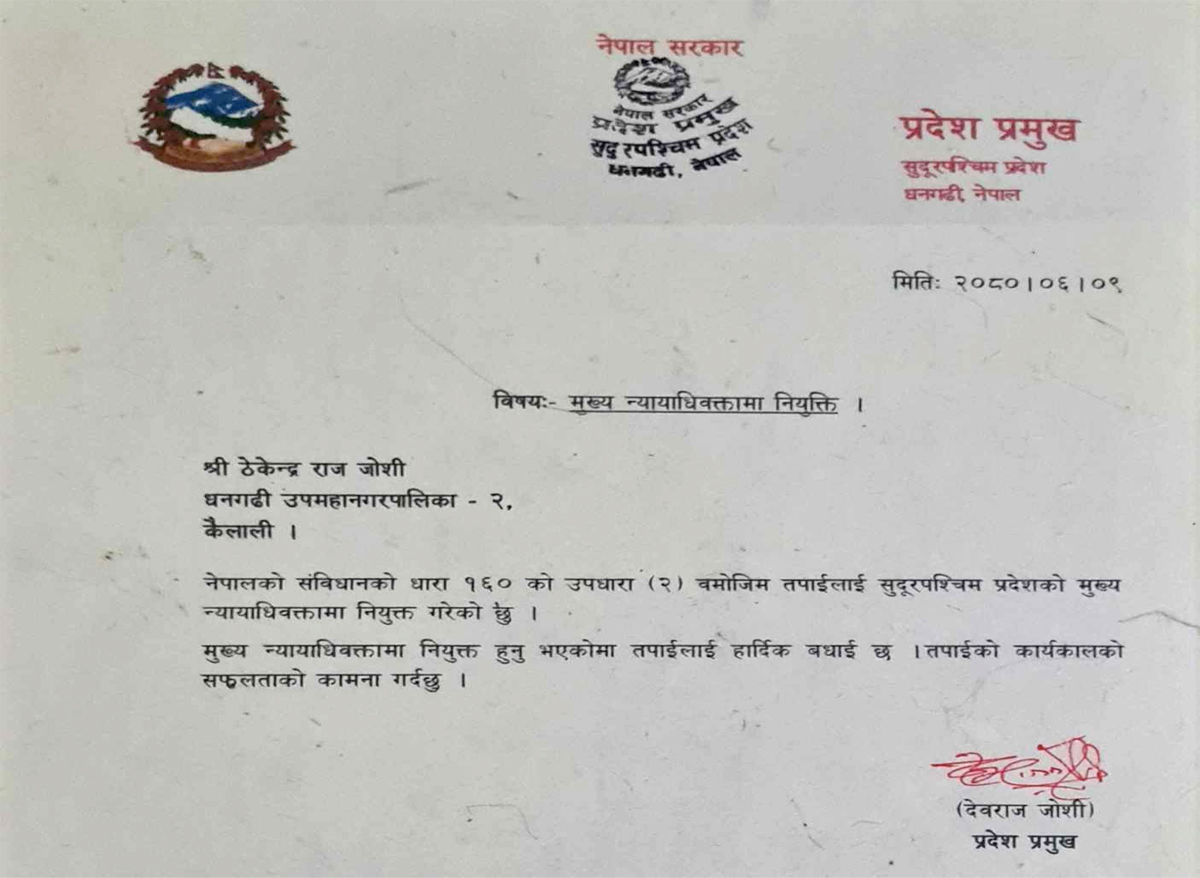 नेपाल सरकार
नेपाल सरकार
प्रदेश प्रमुख
सुदुरपश्चिम प्रदेश
धनगढी, नेपाल
प्रदेश प्रमुख
सुदूरपश्चिम प्रदेश
धनगढी, नेपाल
मितिः २०८०।०६।०९
विषयः- मुख्य न्यायाधिवक्तामा नियुक्ति ।
श्री ठेकेन्द्र राज जोशी
धनगढी उपमहानगरपालिका - २,
कैलाली ।
नेपालको संविधानको धारा १६० को उपधारा (२) वमोजिम तपाईलाई सुदूरपश्चिम प्रदेशको मुख्य
न्यायाधिवक्तामा नियुक्त गरेको छु ।
मुख्य न्यायाधिवक्तामा नियुक्त हुनु भएकोमा तपाईलाई हार्दिक बधाई छ ।तपाईको कार्यकालको
सफलताको कामना गर्दछु ।
(देवराज जोशी)
प्रदेश प्रमुख